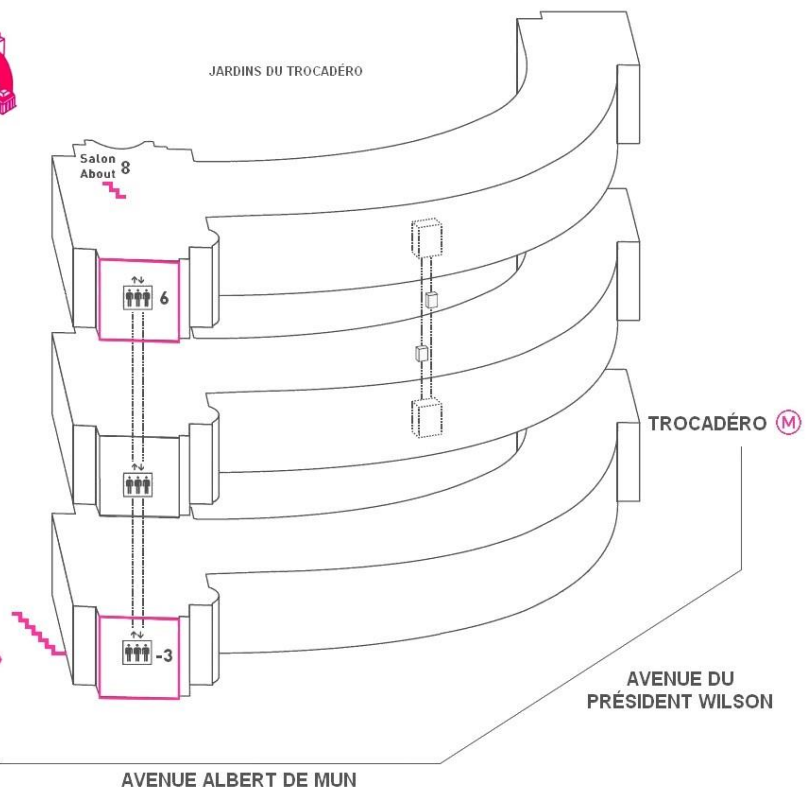 JARDINS DU TROCADÉRO
Salon
About 8
6
TROCADÉRO M
-3
AVENUE DU
PRÉSIDENT WILSON
AVENUE ALBERT DE MUN